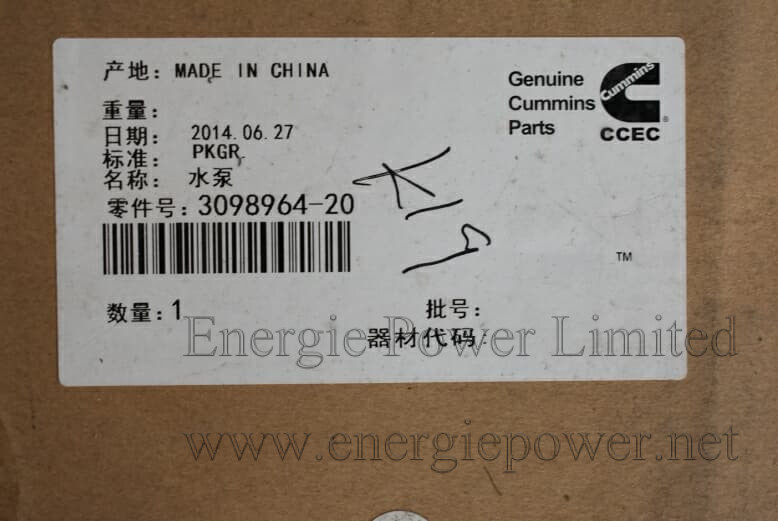 产地: MADE IN CHINA
重量:
日期: 2014.06.27
标准: PKGR
名称: 水泵
零件号: 3098964-20
数量: 1
批号:
器材代码:
Genuine
Cummins
Parts
Cummins
®
CCEC
K19
TM
Energie Power Limited
www.energiepower.net